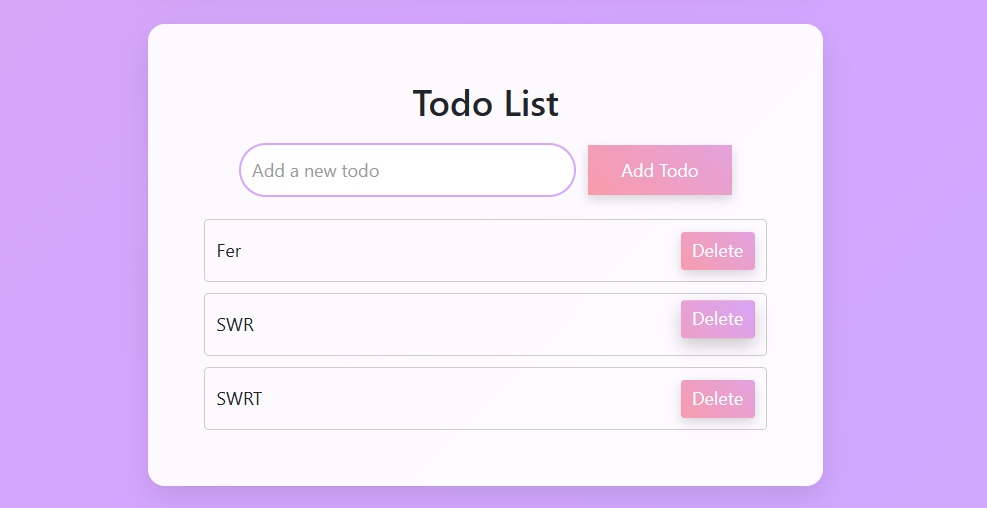 Todo List
Add a new todo Add Todo
Fer Delete
SWR Delete
SWRT Delete